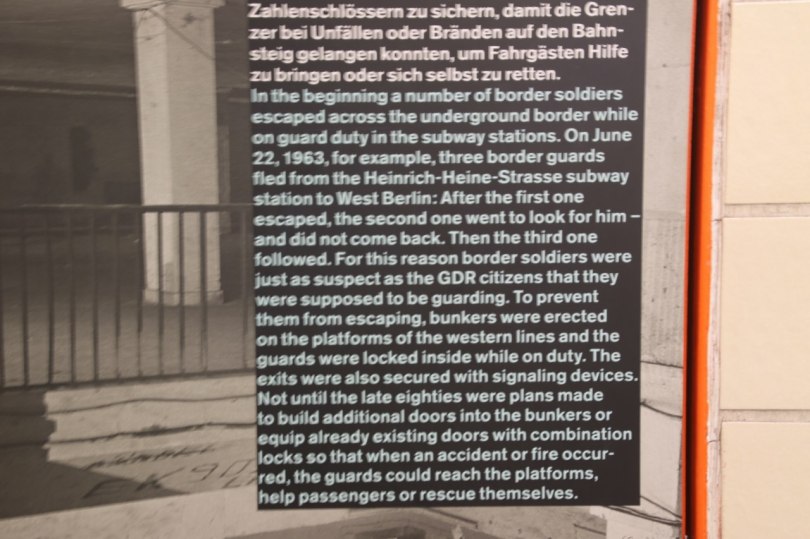 Zahlenschlössern zu sichern, damit die Gren-
zer bei Unfällen oder Bränden auf den Bahn-
steig gelangen konnten, um Fahrgästen Hilfe
zu bringen oder sich selbst zu retten.
In the beginning a number of border soldiers
escaped across the underground border while
on guard duty in the subway stations. On June
22, 1963, for example, three border guards
fled from the Heinrich-Heine-Strasse subway
station to West Berlin: After the first one
escaped, the second one went to look for him –
and did not come back. Then the third one
followed. For this reason border soldiers were
just as suspect as the GDR citizens that they
were supposed to be guarding. To prevent
them from escaping, bunkers were erected
on the platforms of the western lines and the
guards were locked inside while on duty. The
exits were also secured with signaling devices.
Not until the late eighties were plans made
to build additional doors into the bunkers or
equip already existing doors with combination
locks so that when an accident or fire occur-
red, the guards could reach the platforms,
help passengers or rescue themselves.